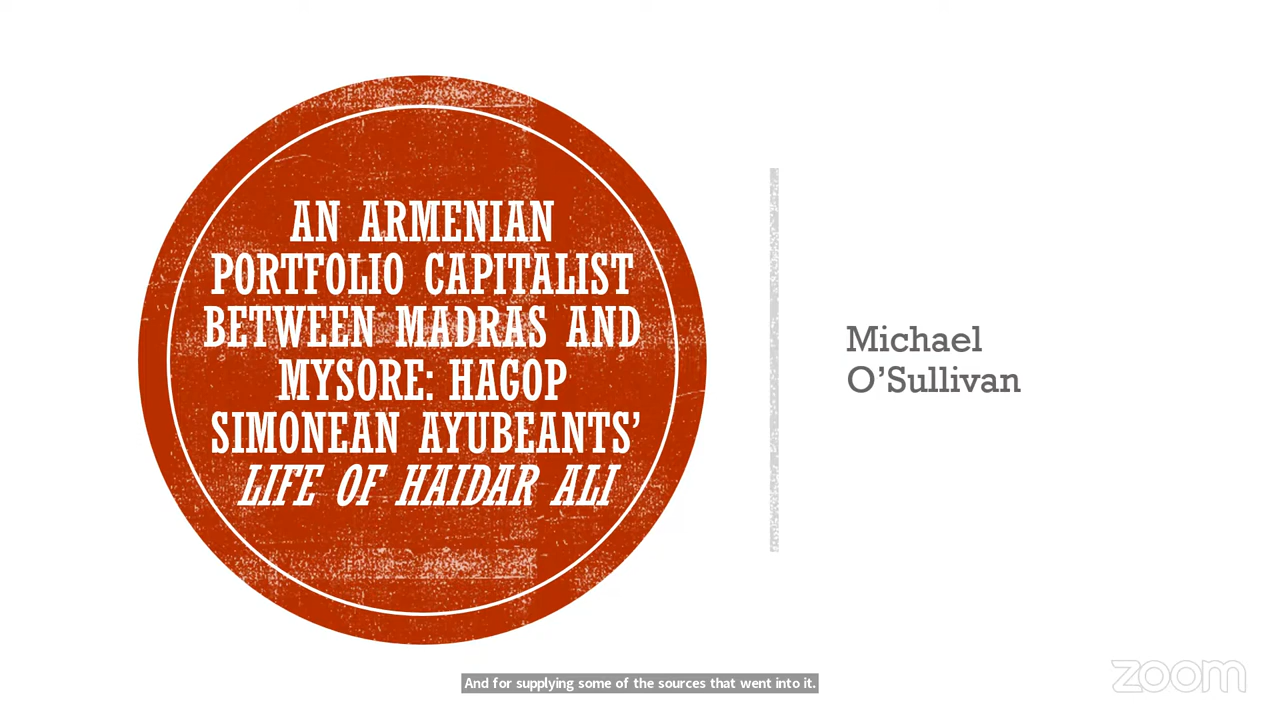 AN ARMENIAN
PORTFOLIO CAPITALIST
BETWEEN MADRAS AND
MYSORE: HAGOP
SIMONEAN AYUBEANTS’
LIFE OF HAIDAR ALI
Michael
O’Sullivan
And for supplying some of the sources that went into it.
zoom